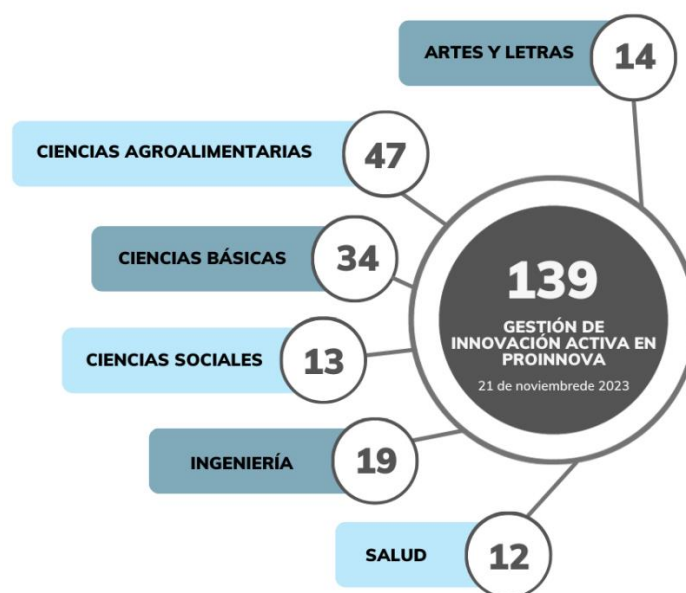 ARTES Y LETRAS
14
CIENCIAS AGROALIMENTARIAS
47
CIENCIAS BÁSICAS
34
139
GESTIÓN DE
INNOVACIÓN ACTIVA EN
PROINNOVA
21 de noviembrede 2023
CIENCIAS SOCIALES
13
INGENIERÍA
19
SALUD
12